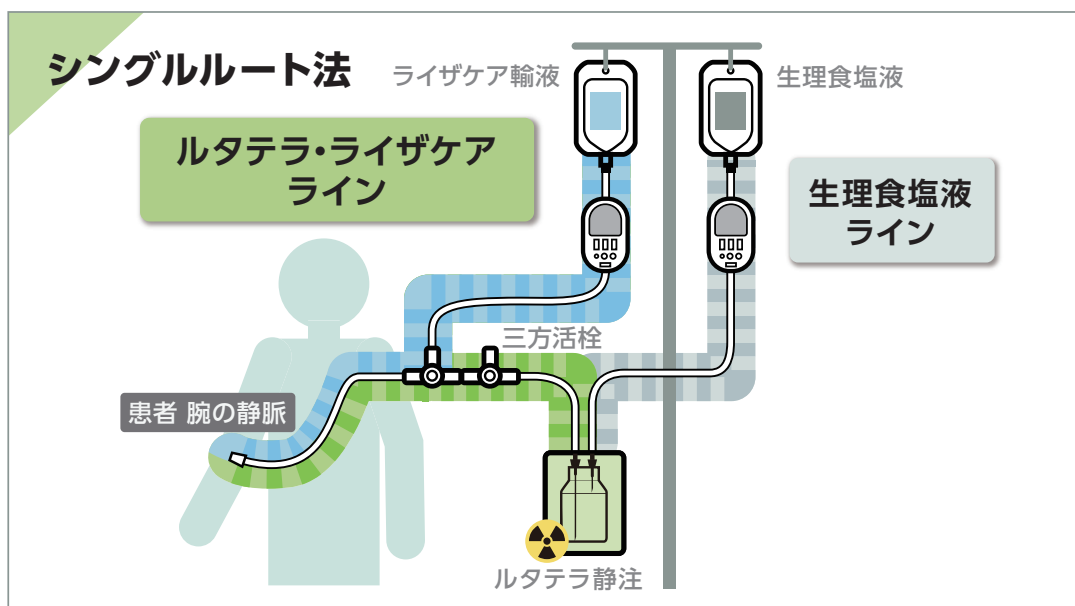 シングルルート法
ライザケア輸液
生理食塩液
ルタテラ・ライザケア
ライン
生理食塩液
ライン
三方活栓
患者 腕の静脈
ルタテラ静注